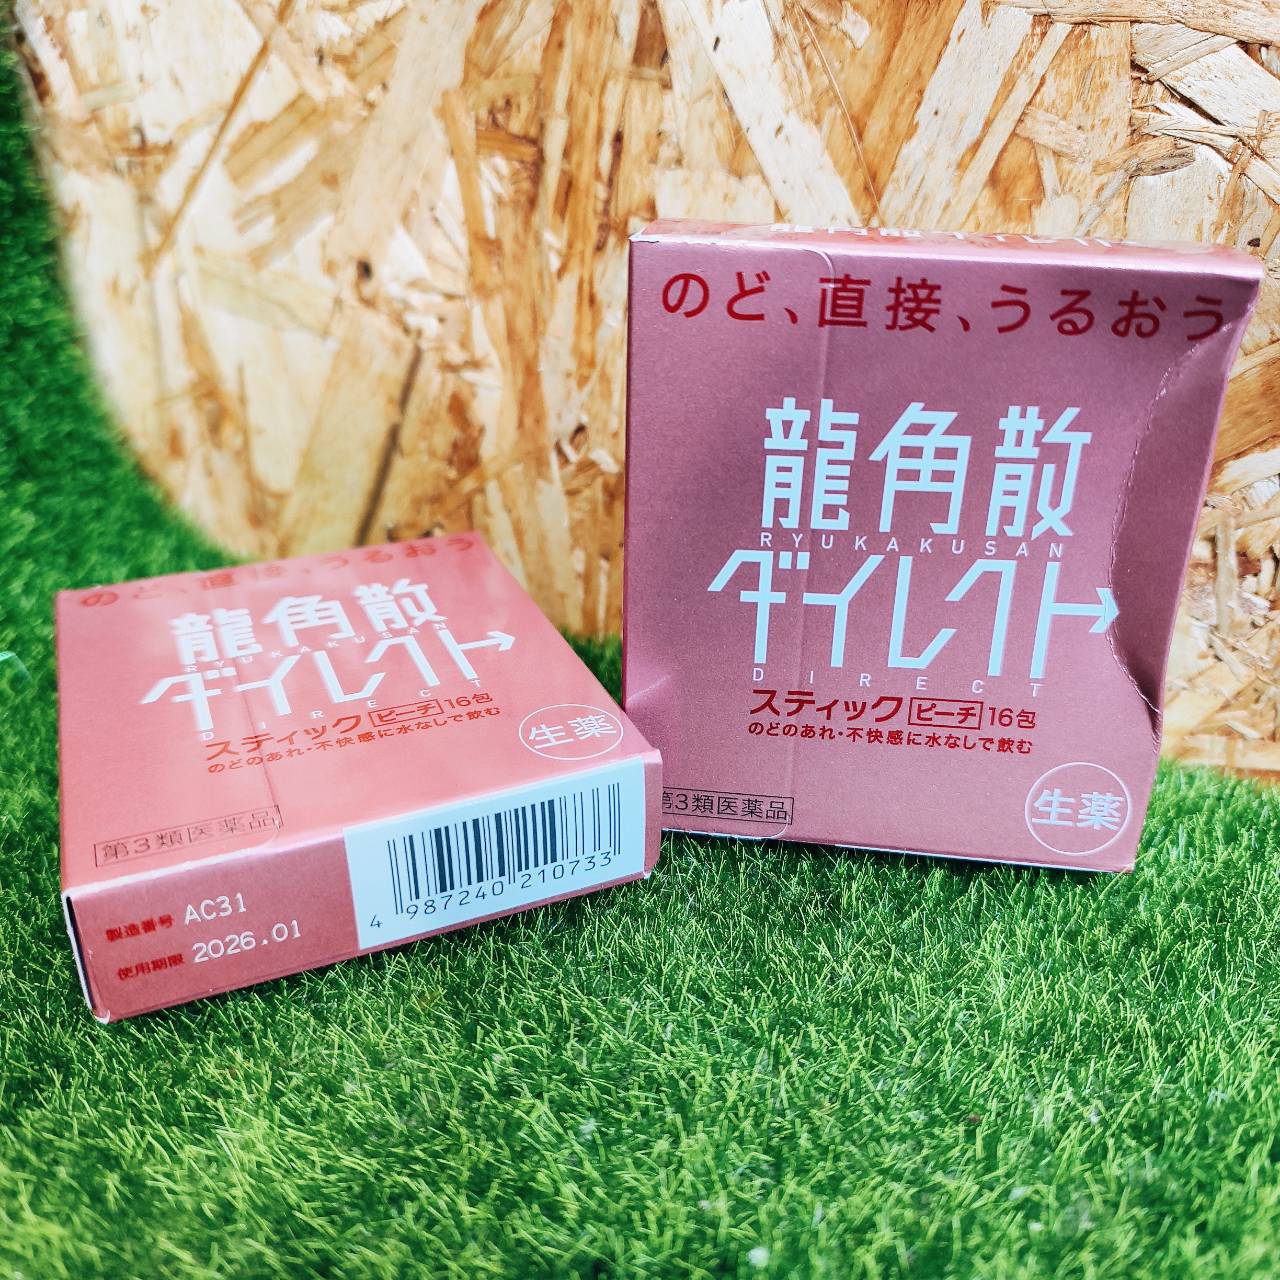 のど、直接、うるおう
龍角散
RYUKAKUSAN
ダイレクト
DIRECT
スティック ピーチ 16包
のどのあれ・不快感に水なしで飲む
生薬
第3類医薬品
製造番号 AC31
使用期限 2026.01
4 987240 210733
のど、直接、うるおう
龍角散
RYUKAKUSAN
ダイレクト
DIRECT
スティック ピーチ 16包
のどのあれ・不快感に水なしで飲む
第3類医薬品
生薬